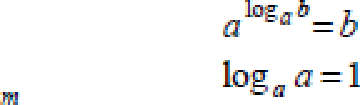 a^{log_a b} = b
log_a a = 1
m